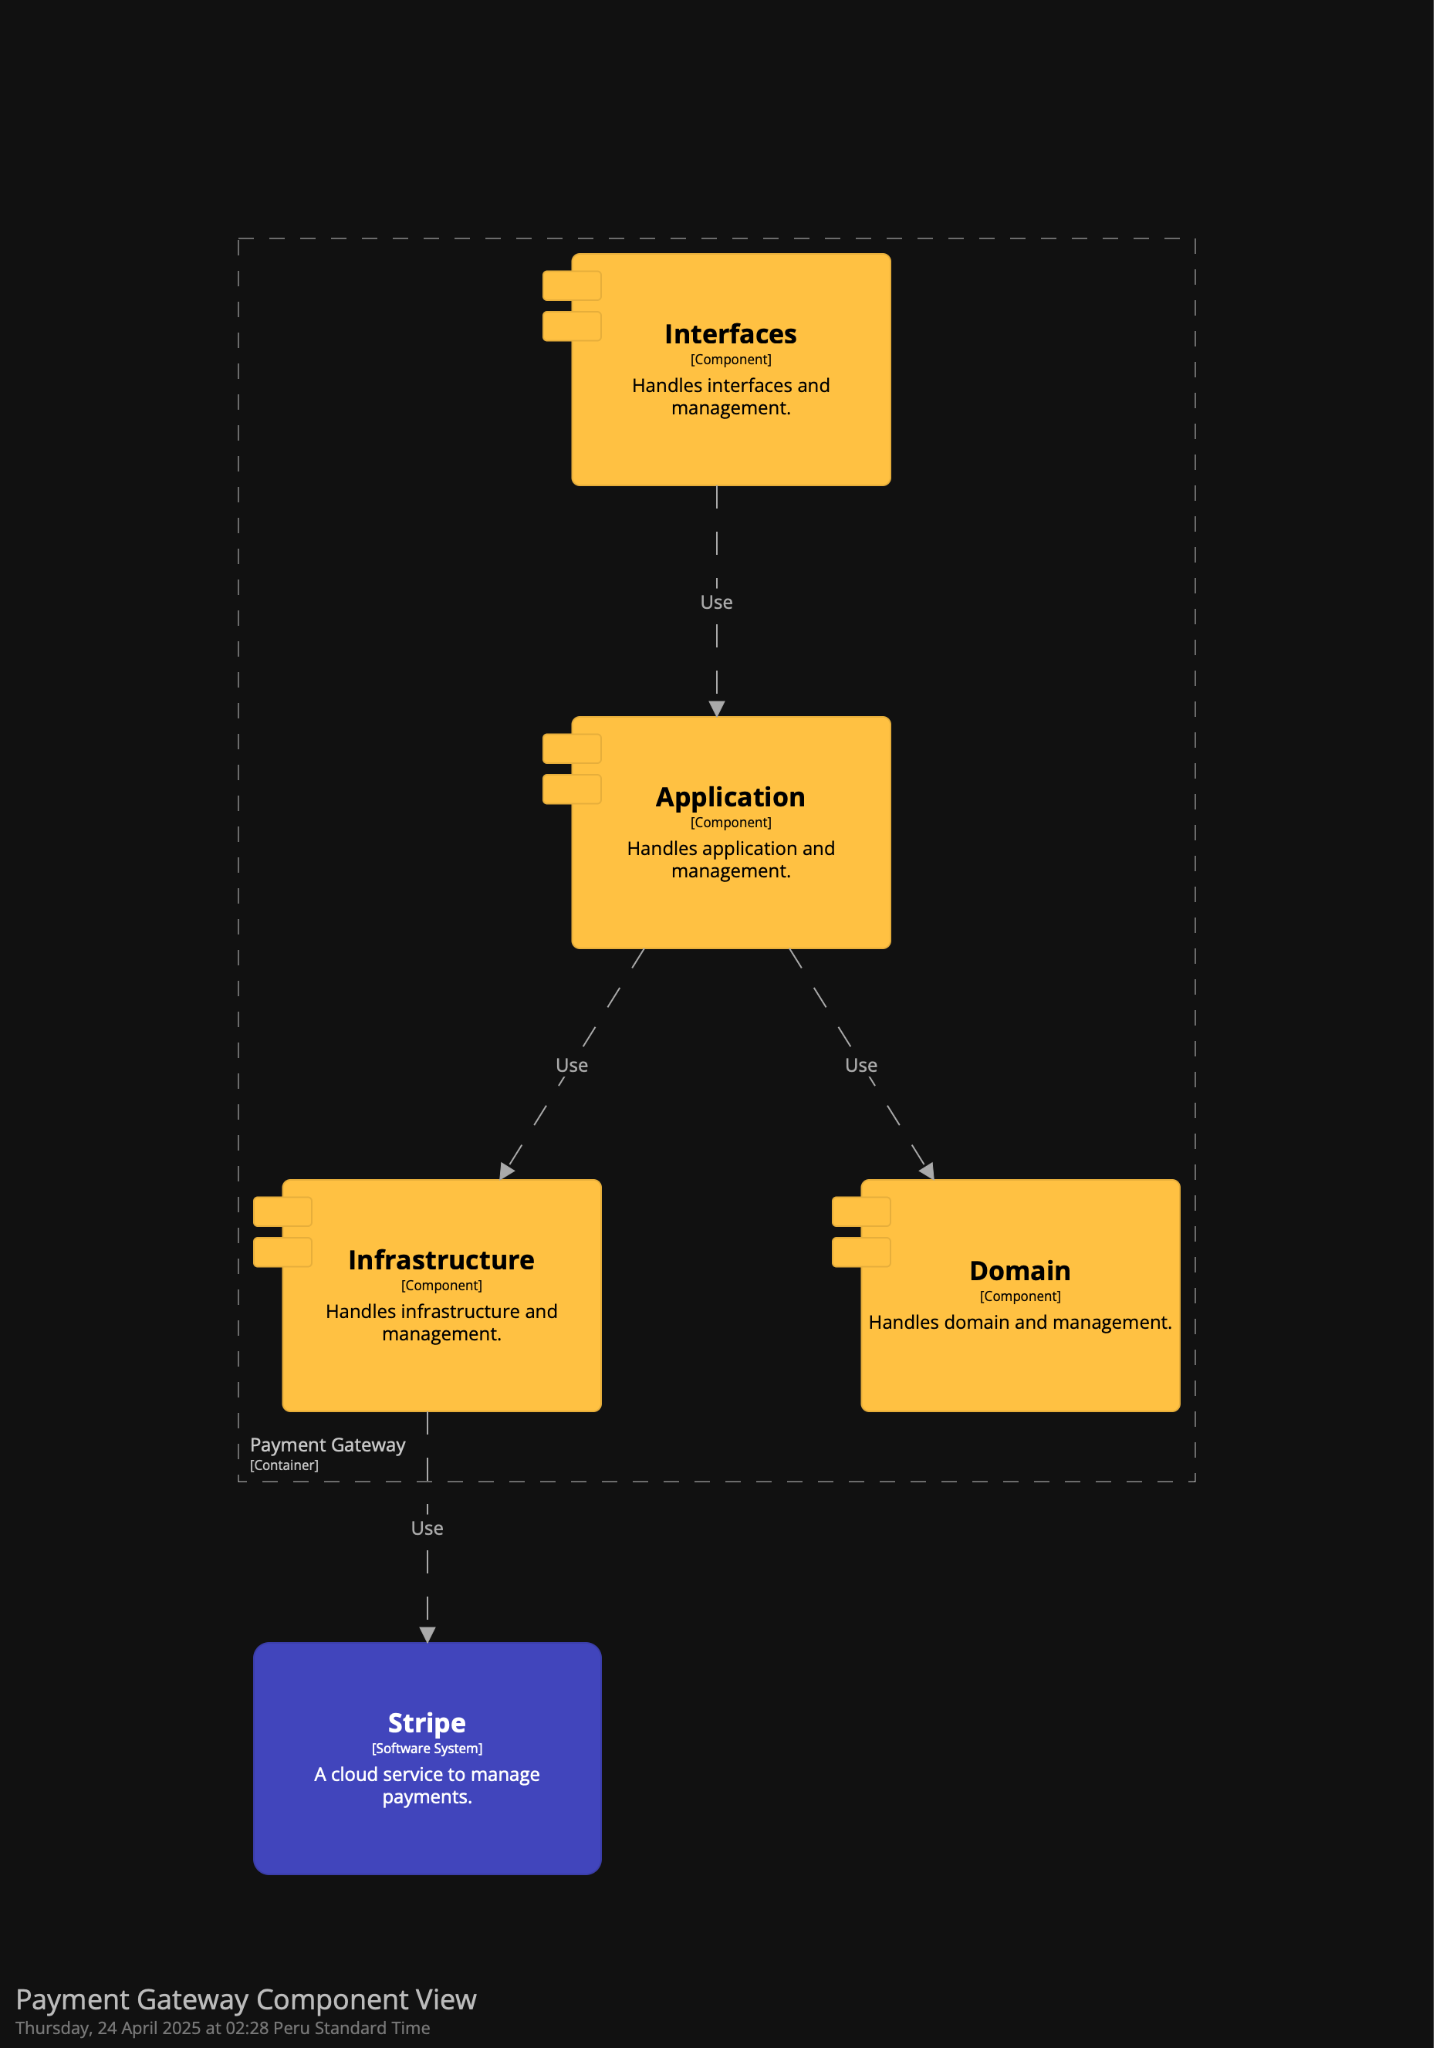 Interfaces
[Component]
Handles interfaces and
management.
Use
Application
[Component]
Handles application and
management.
Use
Use
Infrastructure
[Component]
Handles infrastructure and
management.
Domain
[Component]
Handles domain and management.
Payment Gateway
[Container]
Use
Stripe
[Software System]
A cloud service to manage
payments.
Payment Gateway Component View
Thursday, 24 April 2025 at 02:28 Peru Standard Time